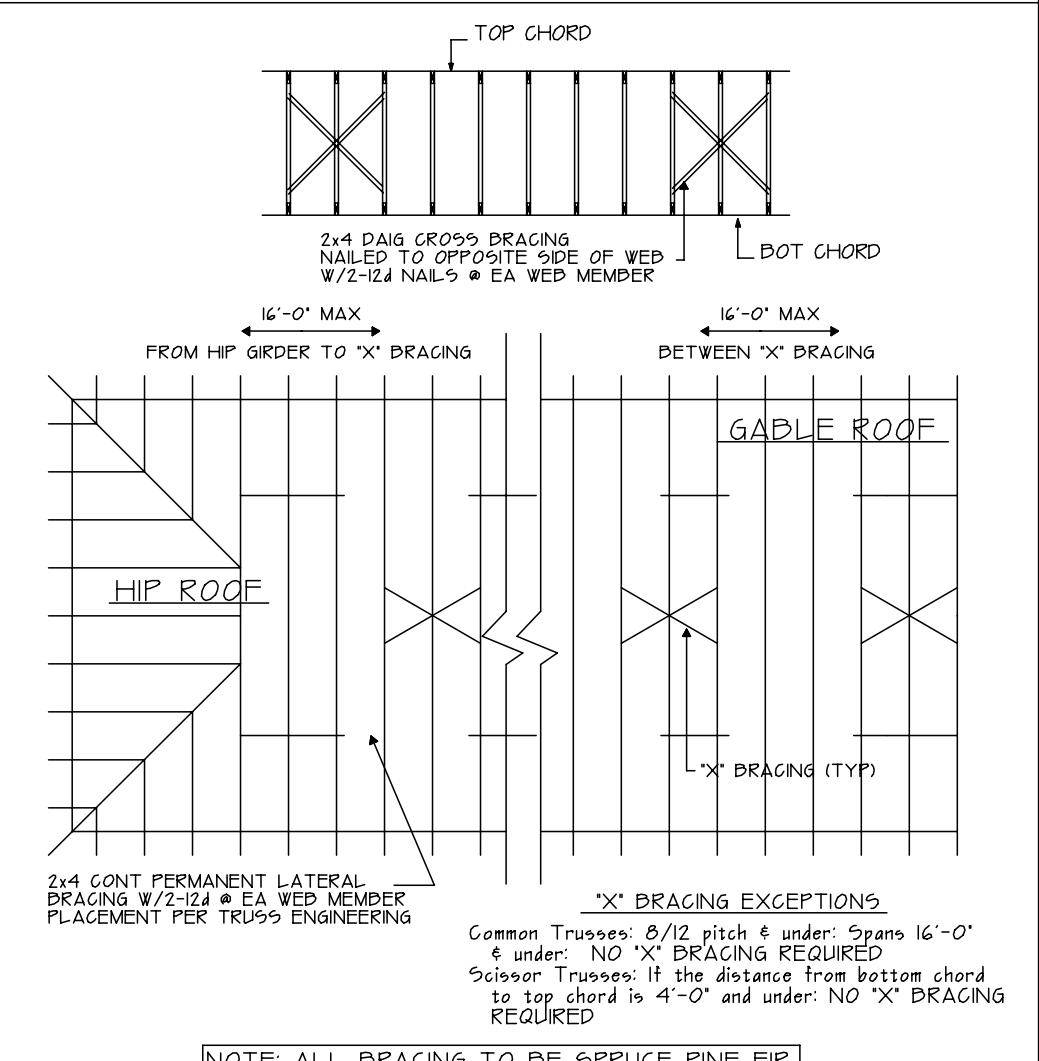 TOP CHORD
2x4 DAIG CROSS BRACING
NAILED TO OPPOSITE SIDE OF WEB
W/2-12d NAILS @ EA WEB MEMBER
BOT CHORD
16'-0" MAX
FROM HIP GIRDER TO "X" BRACING
16'-0" MAX
BETWEEN "X" BRACING
GABLE ROOF
HIP ROOF
"X" BRACING (TYP)
2x4 CONT PERMANENT LATERAL
BRACING W/2-12d @ EA WEB MEMBER
PLACEMENT PER TRUSS ENGINEERING
"X" BRACING EXCEPTIONS
Common Trusses: 8/12 pitch & under: Spans 16'-0"
& under: NO "X" BRACING REQUIRED
Scissor Trusses: If the distance from bottom chord
to top chord is 4'-0" and under: NO "X" BRACING
REQUIRED
NOTE: ALL BRACING TO BE SPRUCE PINE FIR